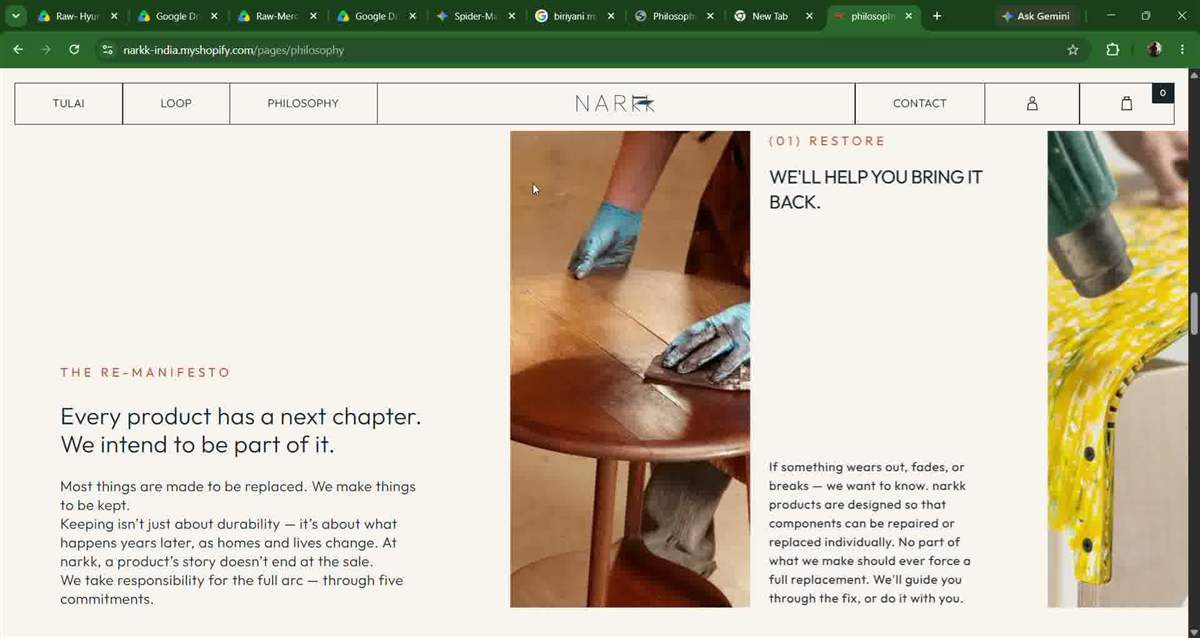 Raw- Hyu
Google Dr
Raw-Merc
Google Dr
Spider-Ma
biriyani m
Philosoph
New Tab
philosoph
Ask Gemini
narkk-india.myshopify.com/pages/philosophy
TULAI
LOOP
PHILOSOPHY
NARKK
CONTACT
0
THE RE-MANIFESTO
Every product has a next chapter.
We intend to be part of it.
Most things are made to be replaced. We make things
to be kept.
Keeping isn't just about durability — it's about what
happens years later, as homes and lives change. At
narkk, a product's story doesn't end at the sale.
We take responsibility for the full arc — through five
commitments.
(01) RESTORE
WE'LL HELP YOU BRING IT
BACK.
If something wears out, fades, or
breaks — we want to know. narkk
products are designed so that
components can be repaired or
replaced individually. No part of
what we make should ever force a
full replacement. We'll guide you
through the fix, or do it with you.